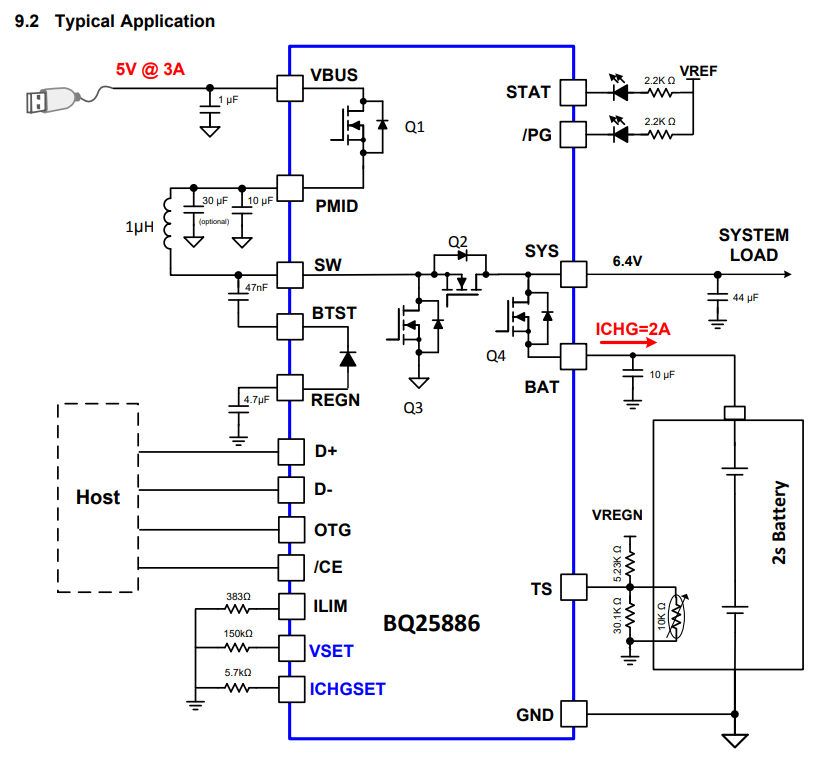 9.2 Typical Application
5V @ 3A
VBUS
1 µF
Q1
STAT
2.2K Ω
VREF
/PG
2.2K Ω
30 µF
(optional)
10 µF
PMID
1µH
SW
Q2
SYS
6.4V
SYSTEM
LOAD
47nF
44 µF
BTST
Q4
ICHG=2A
BAT
10 µF
4.7µF
REGN
Q3
Host
D+
D-
OTG
/CE
VREGN
5.23K Ω
TS
30.1K Ω
10K Ω
2s Battery
383Ω
ILIM
150kΩ
VSET
5.7kΩ
ICHGSET
BQ25886
GND